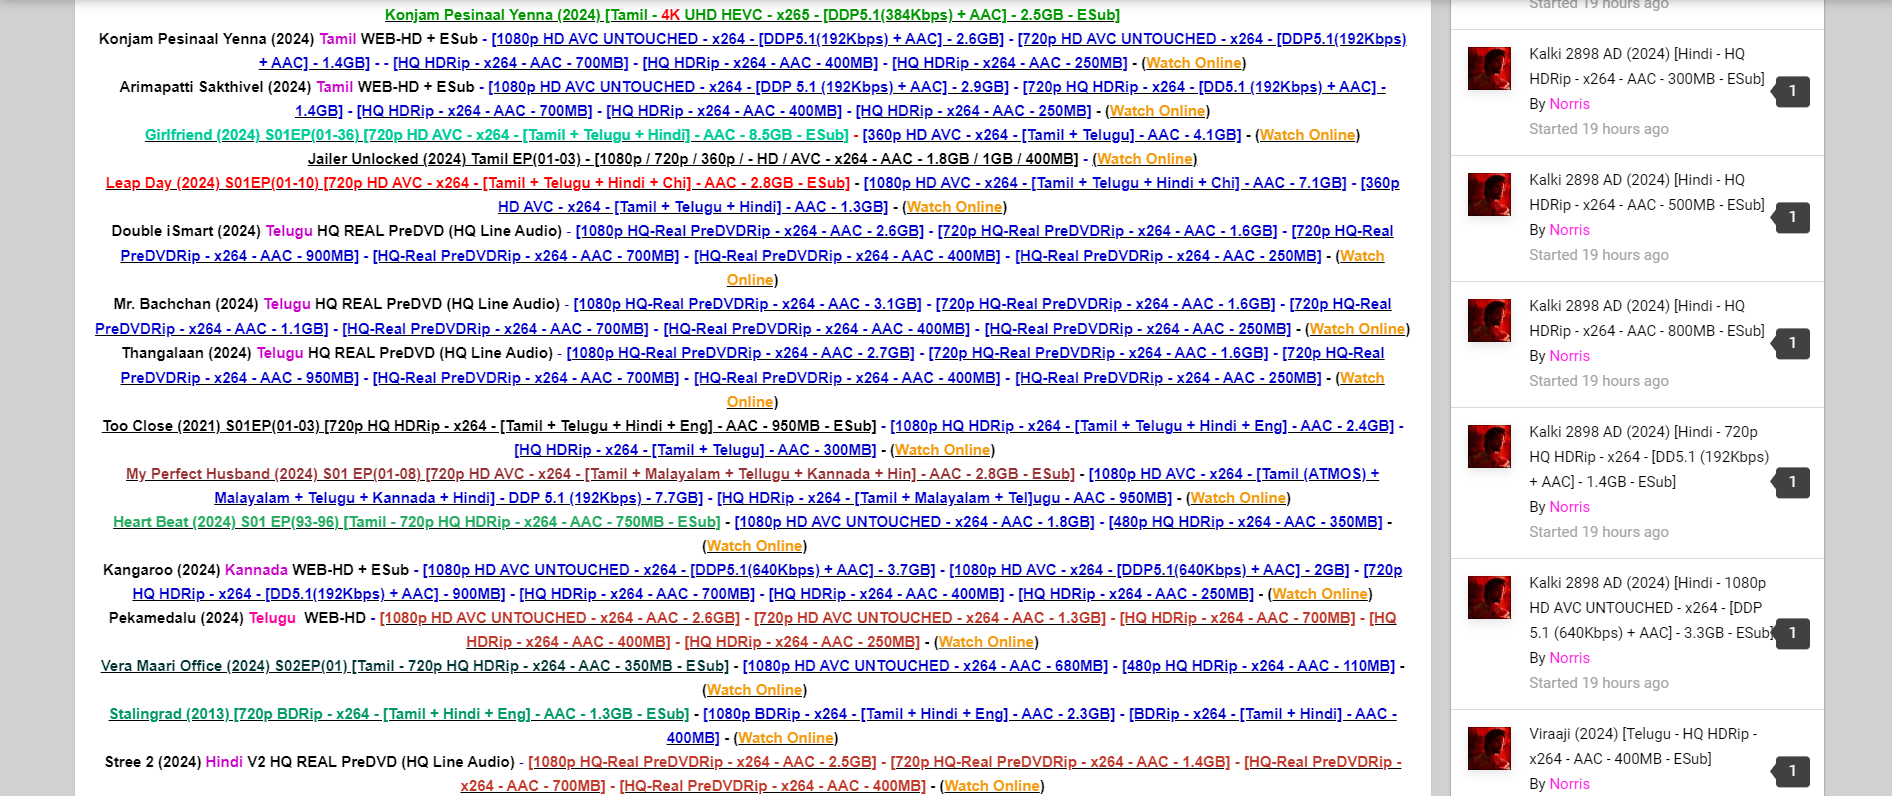 Konjam Pesinaal Yenna (2024) [Tamil - 4K UHD HEVC - x265 - [DDP5.1(384Kbps) + AAC] - 2.5GB - ESub]
Konjam Pesinaal Yenna (2024) Tamil WEB-HD + ESub - [1080p HD AVC UNTOUCHED - x264 - [DDP5.1(192Kbps) + AAC] - 2.6GB] - [720p HD AVC UNTOUCHED - x264 - [DDP5.1(192Kbps)
+ AAC] - 1.4GB] - - [HQ HDRip - x264 - AAC - 700MB] - [HQ HDRip - x264 - AAC - 400MB] - [HQ HDRip - x264 - AAC - 250MB] - (Watch Online)
Arimapatti Sakthivel (2024) Tamil WEB-HD + ESub - [1080p HD AVC UNTOUCHED - x264 - [DDP 5.1 (192Kbps) + AAC] - 2.9GB] - [720p HQ HDRip - x264 - [DD5.1 (192Kbps) + AAC] -
1.4GB] - [HQ HDRip - x264 - AAC - 700MB] - [HQ HDRip - x264 - AAC - 400MB] - [HQ HDRip - x264 - AAC - 250MB] - (Watch Online)
Girlfriend (2024) S01EP(01-36) [720p HD AVC - x264 - [Tamil + Telugu + Hindi] - AAC - 8.5GB - ESub] - [360p HD AVC - x264 - [Tamil + Telugu] - AAC - 4.1GB] - (Watch Online)
Jailer Unlocked (2024) Tamil EP(01-03) - [1080p / 720p / 360p / - HD / AVC - x264 - AAC - 1.8GB / 1GB / 400MB] - (Watch Online)
Leap Day (2024) S01EP(01-10) [720p HD AVC - x264 - [Tamil + Telugu + Hindi + Chi] - AAC - 2.8GB - ESub] - [1080p HD AVC - x264 - [Tamil + Telugu + Hindi + Chi] - AAC - 7.1GB] - [360p
HD AVC - x264 - [Tamil + Telugu + Hindi] - AAC - 1.3GB] - (Watch Online)
Double iSmart (2024) Telugu HQ REAL PreDVD (HQ Line Audio) - [1080p HQ-Real PreDVDRip - x264 - AAC - 2.6GB] - [720p HQ-Real PreDVDRip - x264 - AAC - 1.6GB] - [720p HQ-Real
PreDVDRip - x264 - AAC - 900MB] - [HQ-Real PreDVDRip - x264 - AAC - 700MB] - [HQ-Real PreDVDRip - x264 - AAC - 400MB] - [HQ-Real PreDVDRip - x264 - AAC - 250MB] - (Watch
Online)
Mr. Bachchan (2024) Telugu HQ REAL PreDVD (HQ Line Audio) - [1080p HQ-Real PreDVDRip - x264 - AAC - 3.1GB] - [720p HQ-Real PreDVDRip - x264 - AAC - 1.6GB] - [720p HQ-Real
PreDVDRip - x264 - AAC - 1.1GB] - [HQ-Real PreDVDRip - x264 - AAC - 700MB] - [HQ-Real PreDVDRip - x264 - AAC - 400MB] - [HQ-Real PreDVDRip - x264 - AAC - 250MB] - (Watch Online)
Thangalaan (2024) Telugu HQ REAL PreDVD (HQ Line Audio) - [1080p HQ-Real PreDVDRip - x264 - AAC - 2.7GB] - [720p HQ-Real PreDVDRip - x264 - AAC - 1.6GB] - [720p HQ-Real
PreDVDRip - x264 - AAC - 950MB] - [HQ-Real PreDVDRip - x264 - AAC - 700MB] - [HQ-Real PreDVDRip - x264 - AAC - 400MB] - [HQ-Real PreDVDRip - x264 - AAC - 250MB] - (Watch
Online)
Too Close (2021) S01EP(01-03) [720p HQ HDRip - x264 - [Tamil + Telugu + Hindi + Eng] - AAC - 950MB - ESub] - [1080p HQ HDRip - x264 - [Tamil + Telugu + Hindi + Eng] - AAC - 2.4GB] -
[HQ HDRip - x264 - [Tamil + Telugu] - AAC - 300MB] - (Watch Online)
My Perfect Husband (2024) S01 EP(01-08) [720p HD AVC - x264 - [Tamil + Malayalam + Tellugu + Kannada + Hin] - AAC - 2.8GB - ESub] - [1080p HD AVC - x264 - [Tamil (ATMOS) +
Malayalam + Telugu + Kannada + Hindi] - DDP 5.1 (192Kbps) - 7.7GB] - [HQ HDRip - x264 - [Tamil + Malayalam + Tel]ugu - AAC - 950MB] - (Watch Online)
Heart Beat (2024) S01 EP(93-96) [Tamil - 720p HQ HDRip - x264 - AAC - 750MB - ESub] - [1080p HD AVC UNTOUCHED - x264 - AAC - 1.8GB] - [480p HQ HDRip - x264 - AAC - 350MB] -
(Watch Online)
Kangaroo (2024) Kannada WEB-HD + ESub - [1080p HD AVC UNTOUCHED - x264 - [DDP5.1(640Kbps) + AAC] - 3.7GB] - [1080p HD AVC - x264 - [DDP5.1(640Kbps) + AAC] - 2GB] - [720p
HQ HDRip - x264 - [DD5.1(192Kbps) + AAC] - 900MB] - [HQ HDRip - x264 - AAC - 700MB] - [HQ HDRip - x264 - AAC - 400MB] - [HQ HDRip - x264 - AAC - 250MB] - (Watch Online)
Pekamedalu (2024) Telugu WEB-HD - [1080p HD AVC UNTOUCHED - x264 - AAC - 2.6GB] - [720p HD AVC UNTOUCHED - x264 - AAC - 1.3GB] - [HQ HDRip - x264 - AAC - 700MB] - [HQ
HDRip - x264 - AAC - 400MB] - [HQ HDRip - x264 - AAC - 250MB] - (Watch Online)
Vera Maari Office (2024) S02EP(01) [Tamil - 720p HQ HDRip - x264 - AAC - 350MB - ESub] - [1080p HD AVC UNTOUCHED - x264 - AAC - 680MB] - [480p HQ HDRip - x264 - AAC - 110MB] -
(Watch Online)
Stalingrad (2013) [720p BDRip - x264 - [Tamil + Hindi + Eng] - AAC - 1.3GB - ESub] - [1080p BDRip - x264 - [Tamil + Hindi + Eng] - AAC - 2.3GB] - [BDRip - x264 - [Tamil + Hindi] - AAC -
400MB] - (Watch Online)
Stree 2 (2024) Hindi V2 HQ REAL PreDVD (HQ Line Audio) - [1080p HQ-Real PreDVDRip - x264 - AAC - 2.5GB] - [720p HQ-Real PreDVDRip - x264 - AAC - 1.4GB] - [HQ-Real PreDVDRip -
x264 - AAC - 700MB] - [HQ-Real PreDVDRip - x264 - AAC - 400MB] - (Watch Online)
Started 19 hours ago
Kalki 2898 AD (2024) [Hindi - HQ
HDRip - x264 - AAC - 300MB - ESub]
1
By Norris
Started 19 hours ago
Kalki 2898 AD (2024) [Hindi - HQ
HDRip - x264 - AAC - 500MB - ESub]
1
By Norris
Started 19 hours ago
Kalki 2898 AD (2024) [Hindi - HQ
HDRip - x264 - AAC - 800MB - ESub]
1
By Norris
Started 19 hours ago
Kalki 2898 AD (2024) [Hindi - 720p
HQ HDRip - x264 - [DD5.1 (192Kbps)
+ AAC] - 1.4GB - ESub]
1
By Norris
Started 19 hours ago
Kalki 2898 AD (2024) [Hindi - 1080p
HD AVC UNTOUCHED - x264 - [DDP
5.1 (640Kbps) + AAC] - 3.3GB - ESub]
1
By Norris
Started 19 hours ago
Viraaji (2024) [Telugu - HQ HDRip -
x264 - AAC - 400MB - ESub]
1
By Norris